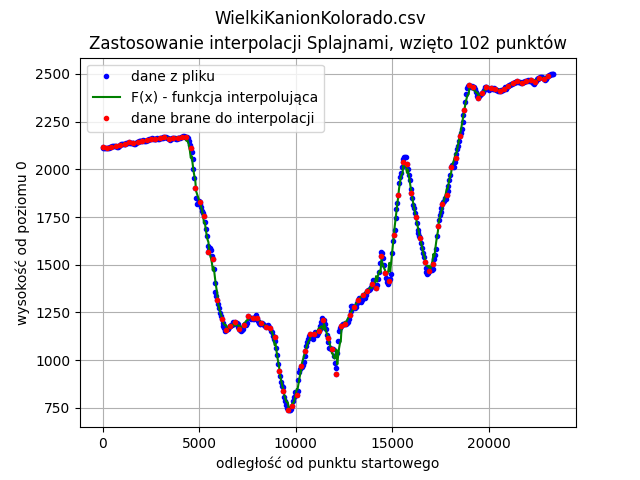 WielkiKanionKolorado.csv
Zastosowanie interpolacji Splajnami, wzięto 102 punktów
dane z pliku
F(x) - funkcja interpolująca
dane brane do interpolacji
wysokość od poziomu 0
2500
2250
2000
1750
1500
1250
1000
750
0 5000 10000 15000 20000
odległość od punktu startowego